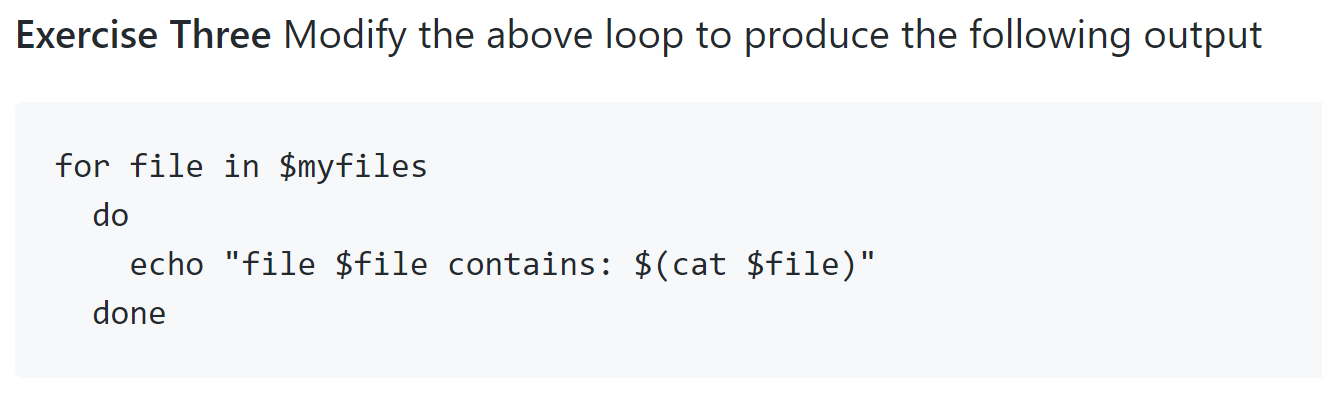 Exercise Three Modify the above loop to produce the following output
for file in $myfiles
do
echo "file $file contains: $(cat $file)"
done